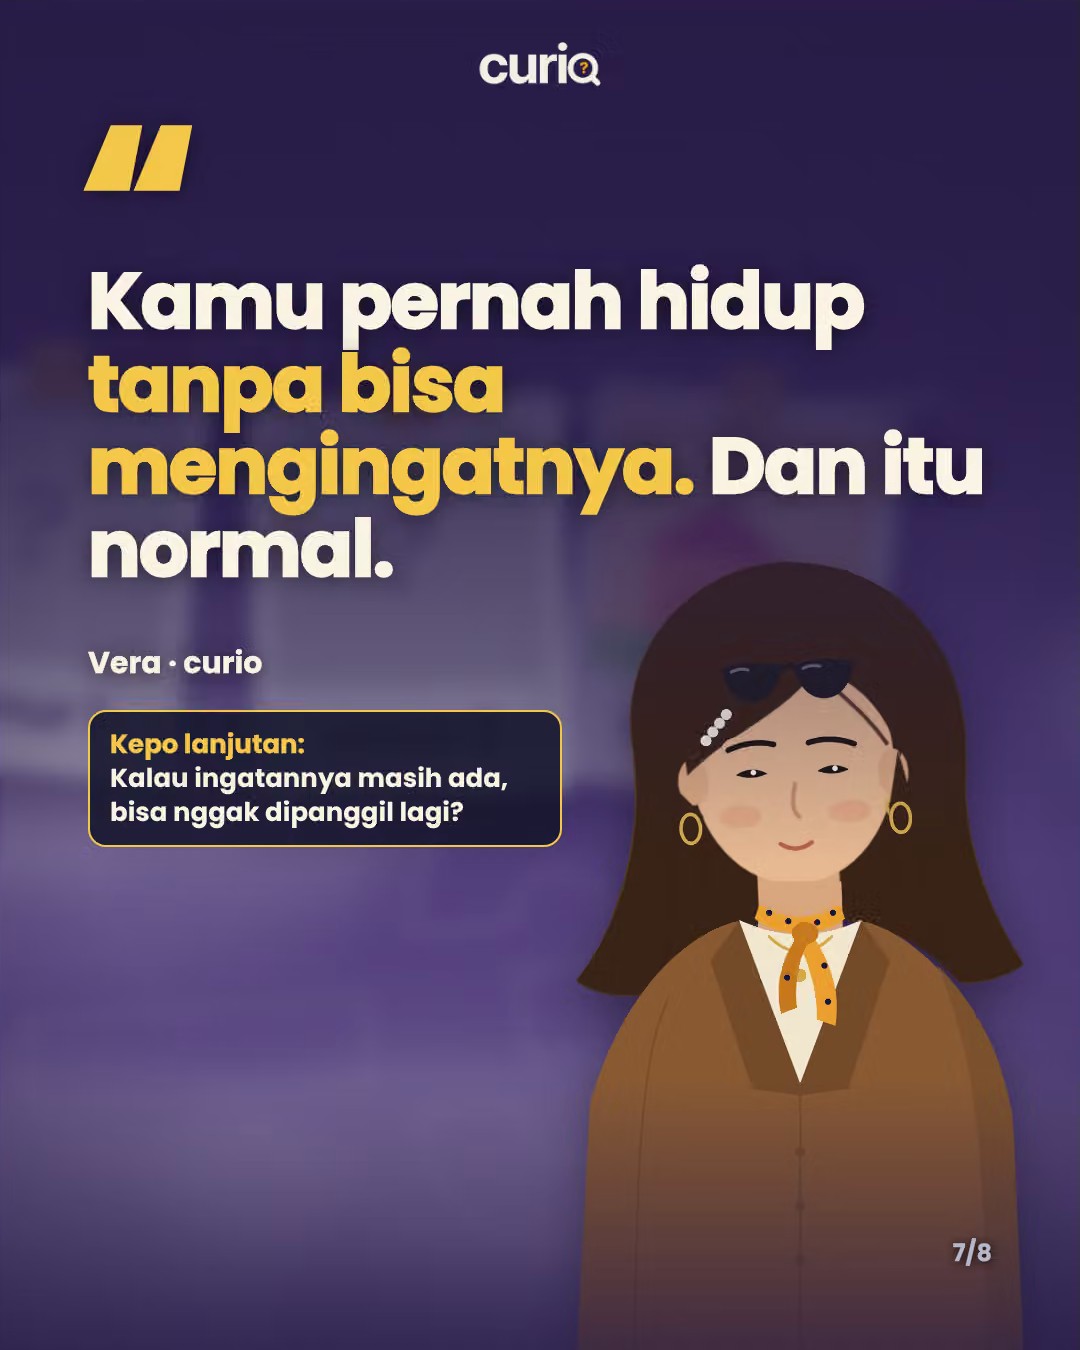 curio
Kamu pernah hidup
tanpa bisa
mengingatnya. Dan itu
normal.
Vera · curio
Kepo lanjutan:
Kalau ingatannya masih ada,
bisa nggak dipanggil lagi?
7/8